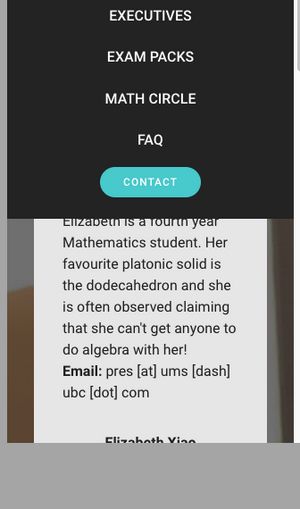 EXECUTIVES
EXAM PACKS
MATH CIRCLE
FAQ
CONTACT
Elizabeth is a fourth year
Mathematics student. Her
favourite platonic solid is
the dodecahedron and she
is often observed claiming
that she can't get anyone to
do algebra with her!
Email: pres [at] ums [dash]
ubc [dot] com
Elizabeth Xiao